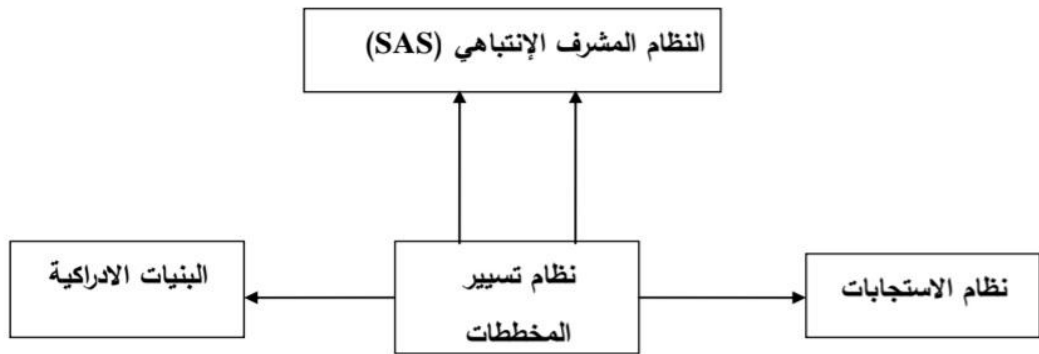 النظام المشرف الإنتباهي (SAS)
نظام الاستجابات
نظام تسيير
المخططات
البنيات الادراكية